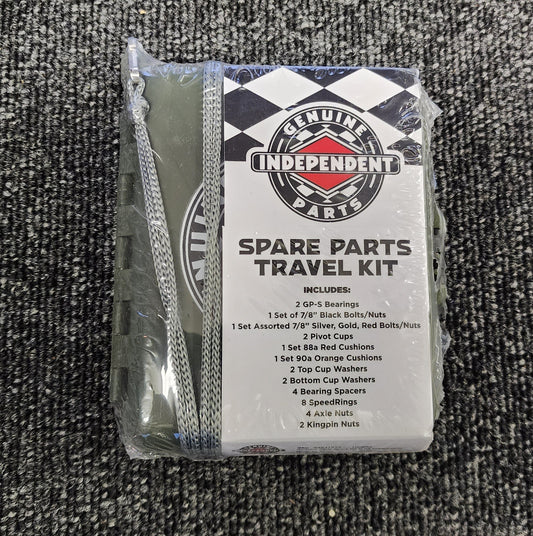 GENUINE
INDEPENDENT
PARTS
SPARE PARTS
TRAVEL KIT
INCLUDES:
2 GP-S Bearings
1 Set of 7/8" Black Bolts/Nuts
1 Set Assorted 7/8" Silver, Gold, Red Bolts/Nuts
2 Pivot Cups
1 Set 88a Red Cushions
1 Set 90a Orange Cushions
2 Top Cup Washers
2 Bottom Cup Washers
4 Bearing Spacers
8 SpeedRings
4 Axle Nuts
2 Kingpin Nuts